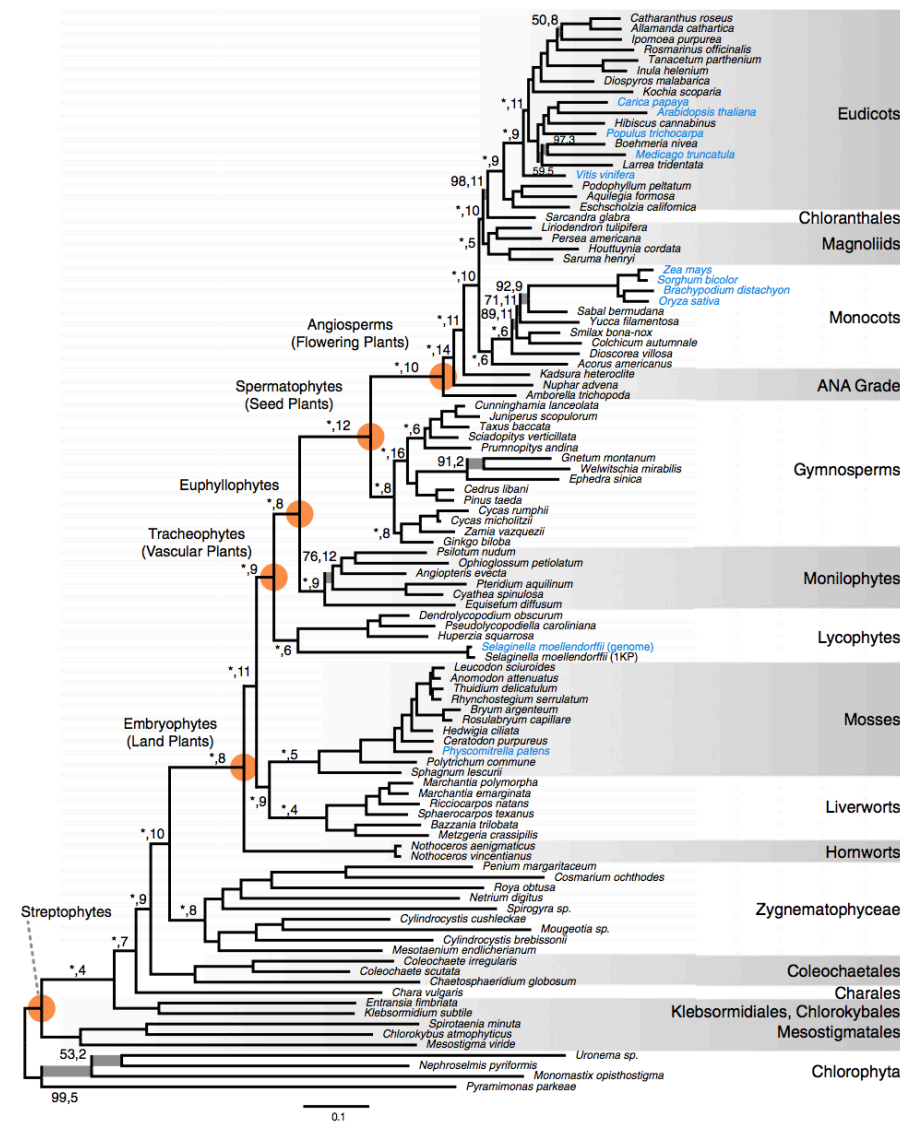 50,8
Catharanthus roseus
Allamanda cathartica
Ipomoea purpurea
Rosmarinus officinalis
Tanacetum parthenium
Inula helenium
Diospyros malabarica
Kochia scoparia
*,11
Carica papaya
Arabidopsis thaliana
Eudicots
Hibiscus cannabinus
*,9
Populus trichocarpa
97,3
Boehmeria nivea
Medicago truncatula
*,9
Larrea tridentata
59,5
Vitis vinifera
98,11
Podophyllum peltatum
Aquilegia formosa
Eschscholzia californica
*,10
Sarcandra glabra
Chloranthales
Liriodendron tulipifera
*,5
Persea americana
Magnoliids
Houttuynia cordata
Saruma henryi
*,10
Zea mays
Sorghum bicolor
92,9
Brachypodium distachyon
71,11
Oryza sativa
89,11
Sabal bermudana
Monocots
Angiosperms
(Flowering Plants)
*,11
Yucca filamentosa
*,6
Smilax bona-nox
Colchicum autumnale
*,14
Dioscorea villosa
*,6
Acorus americanus
*,10
Kadsura heteroclite
Nuphar advena
ANA Grade
Amborella trichopoda
Spermatophytes
(Seed Plants)
Cunninghamia lanceolata
Juniperus scopulorum
*,12
*,6
Taxus baccata
Sciadopitys verticillata
Prumnopitys andina
*,16
91,2
Gnetum montanum
Welwitschia mirabilis
Gymnosperms
Ephedra sinica
Euphyllophytes
*,8
Cedrus libani
Pinus taeda
*,8
Cycas rumphii
Cycas micholitzii
*,8
Zamia vazquezii
Ginkgo biloba
Tracheophytes
(Vascular Plants)
76,12
Psilotum nudum
Ophioglossum petiolatum
*,9
Angiopteris evecta
Monilophytes
*,9
Pteridium aquilinum
Cyathea spinulosa
Equisetum diffusum
Dendrolycopodium obscurum
Pseudolycopodiella caroliniana
Huperzia squarrosa
Lycophytes
*,6
Selaginella moellendorffii (genome)
Selaginella moellendorffii (1KP)
*,11
Leucodon sciuroides
Anomodon attenuatus
Thuidium delicatulum
Rhynchostegium serrulatum
Bryum argenteum
Rosulabryum capillare
Mosses
Embryophytes
(Land Plants)
Hedwigia ciliata
Ceratodon purpureus
*,8
*,5
Physcomitrella patens
Polytrichum commune
Sphagnum lescurii
*,9
Marchantia polymorpha
Marchantia emarginata
*,4
Ricciocarpos natans
Liverworts
Sphaerocarpos texanus
Bazzania trilobata
*,10
Metzgeria crassipilis
Nothoceros aenigmaticus
Hornworts
Nothoceros vincentianus
Penium margaritaceum
Cosmarium ochthodes
Roya obtusa
*,9
Netrium digitus
*,8
Spirogyra sp.
Zygnematophyceae
Streptophytes
Cylindrocystis cushleckae
Mougeotia sp.
*,7
Cylindrocystis brebissonii
Mesotaenium endlicherianum
Coleochaete irregularis
*,4
Coleochaete scutata
Coleochaetales
Chaetosphaeridium globosum
Chara vulgaris
Charales
Entransia fimbriata
Klebsormidiales, Chlorokybales
Klebsormidium subtile
Spirotaenia minuta
Mesostigmatales
Chlorokybus atmophyticus
Mesostigma viride
53,2
Uronema sp.
Nephroselmis pyriformis
Chlorophyta
Monomastix opisthostigma
Pyramimonas parkeae
99,5
0.1